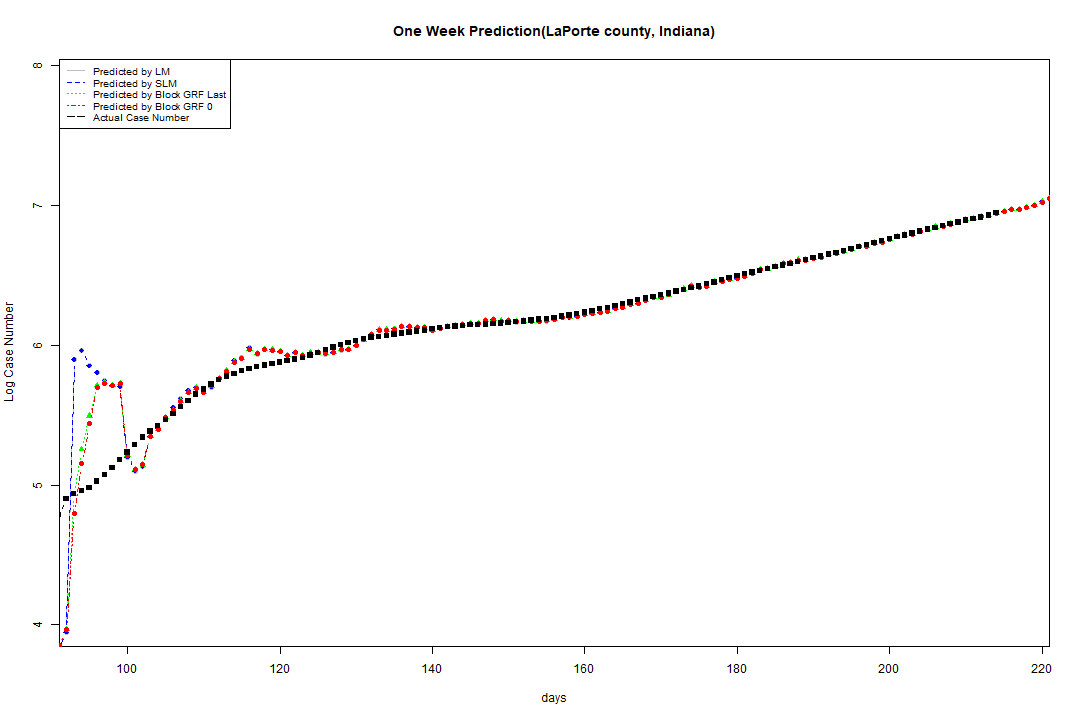 One Week Prediction(LaPorte county, Indiana)
Predicted by LM
Predicted by SLM
Predicted by Block GRF Last
Predicted by Block GRF 0
Actual Case Number
8
7
6
5
4
Log Case Number
100 120 140 160 180 200 220
days